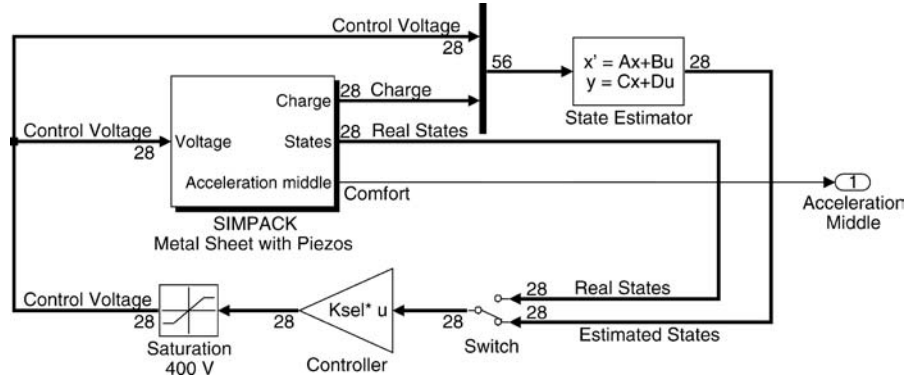 Control Voltage
28
56
x' = Ax+Bu
y = Cx+Du
28
State Estimator
Charge
28 Charge
Control Voltage
28
Voltage
States
28 Real States
Acceleration middle
Comfort
1
Acceleration
Middle
SIMPACK
Metal Sheet with Piezos
Control Voltage
28
Saturation
400 V
28
Ksel* u
Controller
28
Switch
28
Real States
28
Estimated States